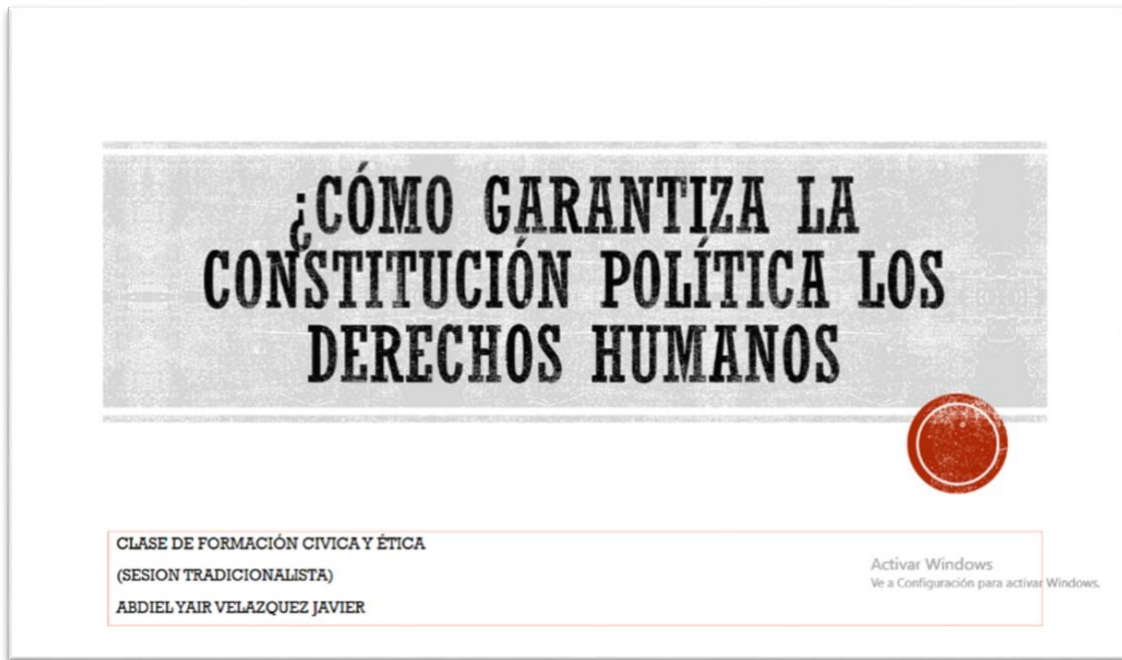 ¿CÓMO GARANTIZA LA
CONSTITUCIÓN POLÍTICA LOS
DERECHOS HUMANOS
CLASE DE FORMACIÓN CIVICA Y ÉTICA
(SESION TRADICIONALISTA)
ABDIEL YAIR VELAZQUEZ JAVIER
Activar Windows
Ve a Configuración para activar Windows.